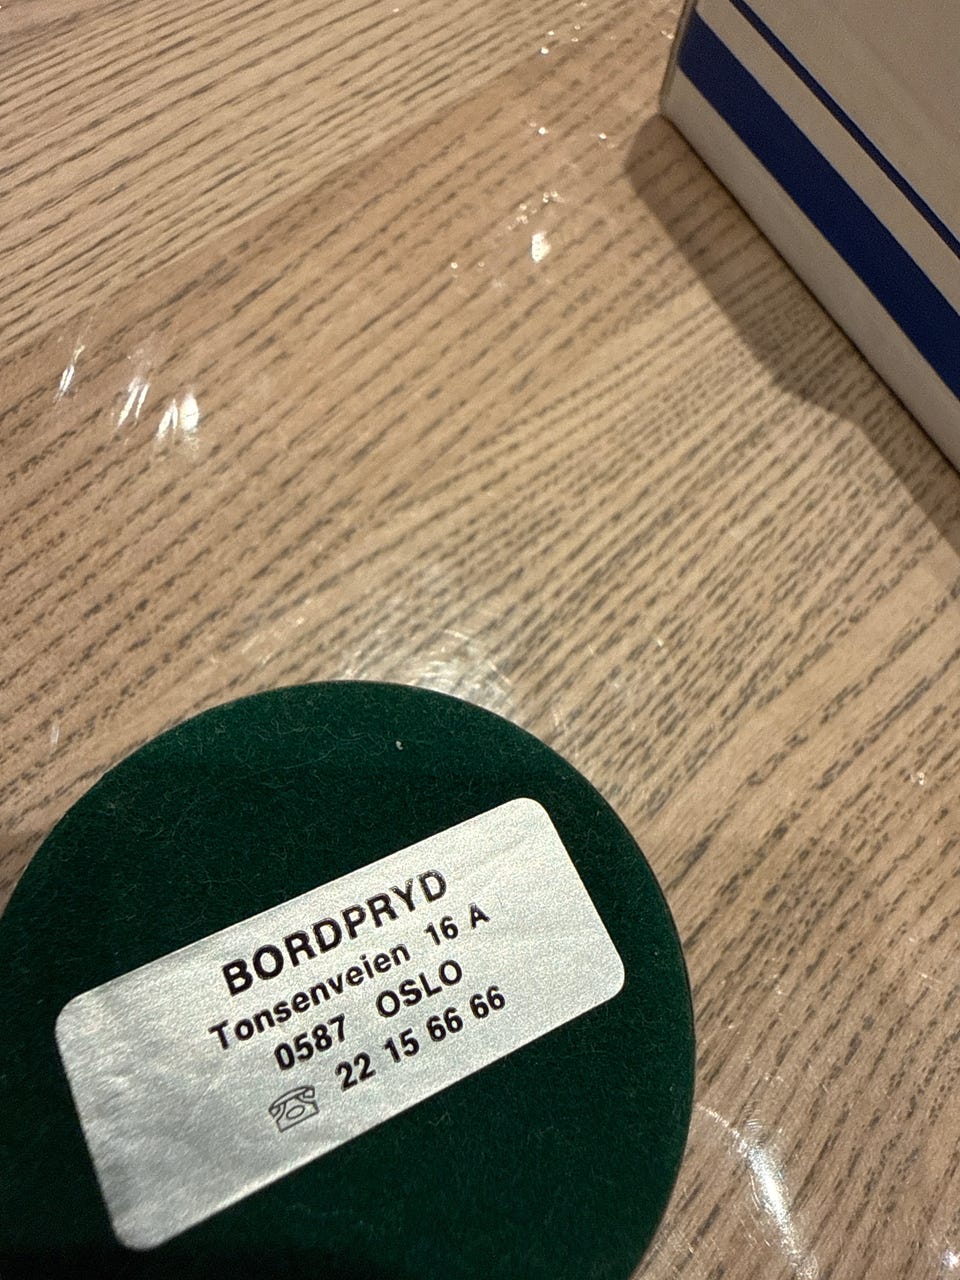 BORDPRYD
Tonsenveien 16 A
0587 OSLO
☏ 22 15 66 66